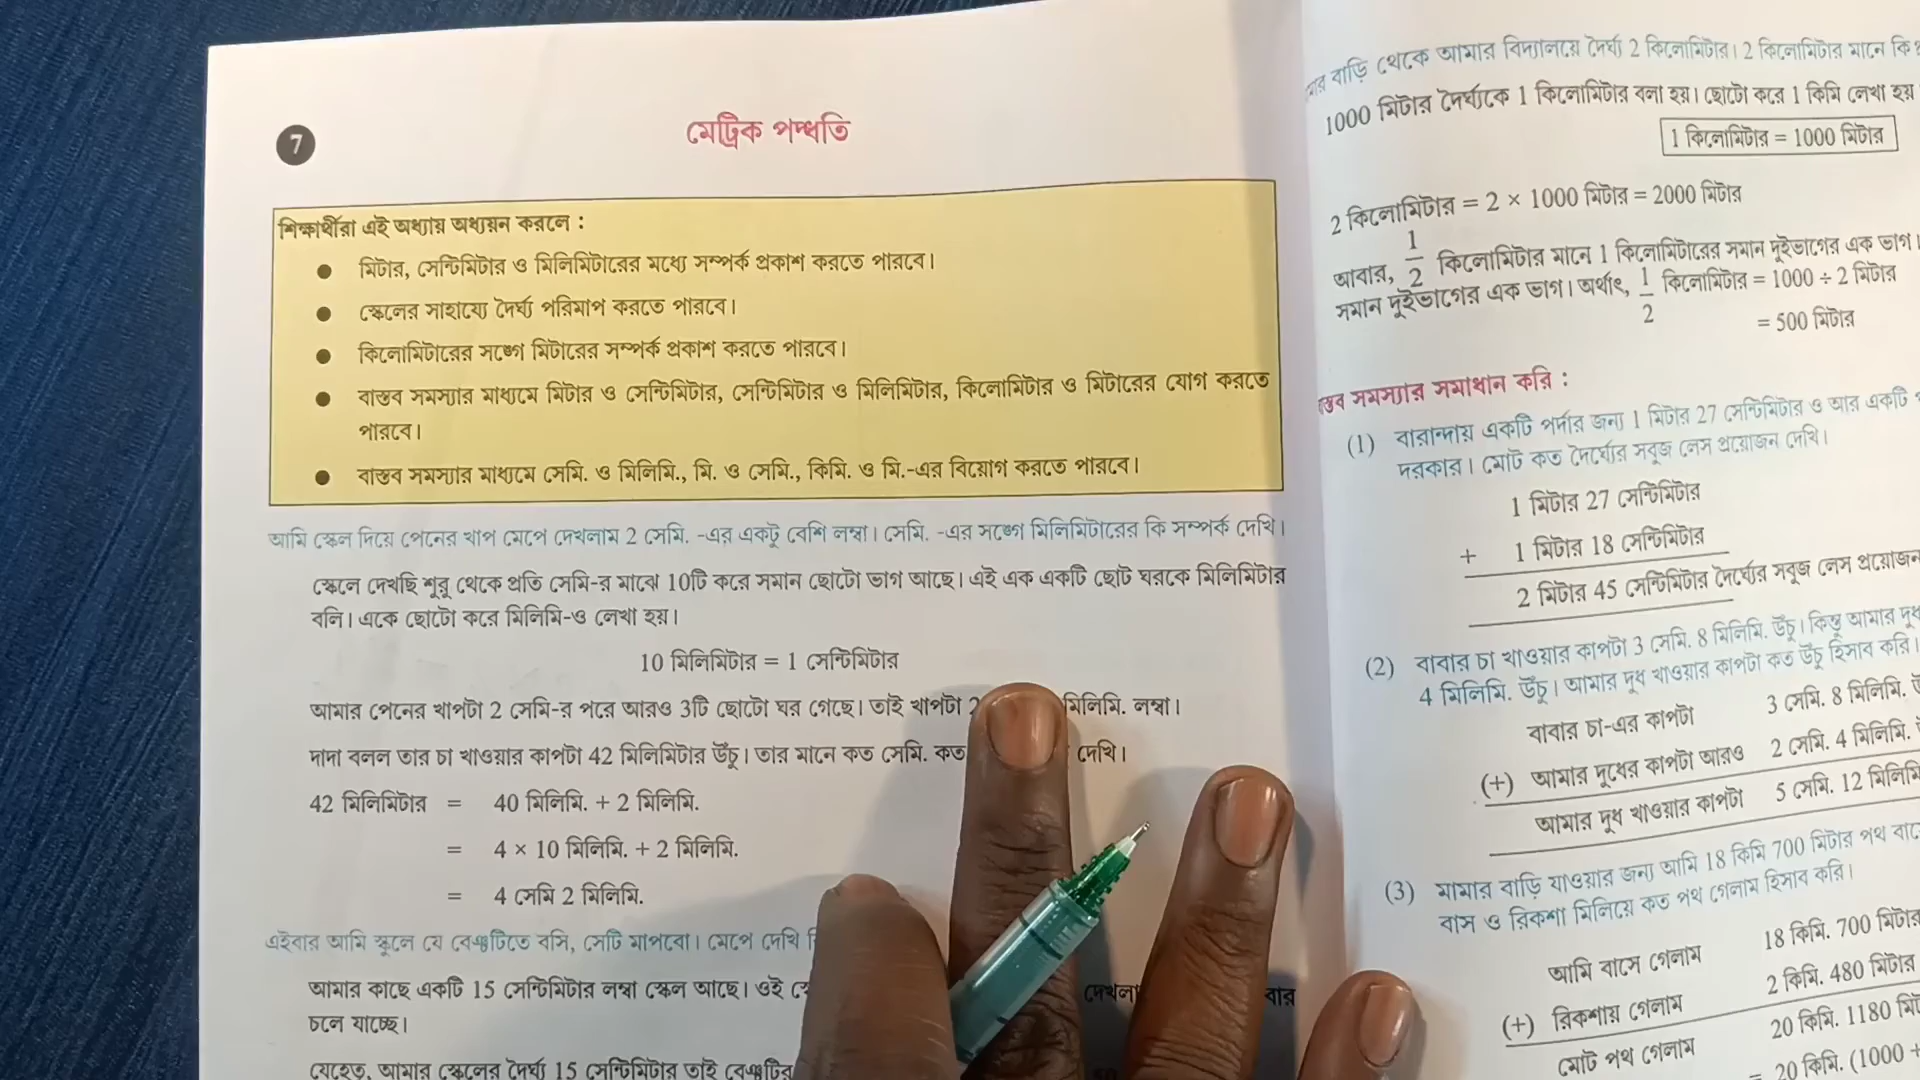 7
মেট্রিক পদ্ধতি
শিক্ষার্থীরা এই অধ্যায় অধ্যয়ন করলে :
● মিটার, সেন্টিমিটার ও মিলিমিটারের মধ্যে সম্পর্ক প্রকাশ করতে পারবে।
● স্কেলের সাহায্যে দৈর্ঘ্য পরিমাপ করতে পারবে।
● কিলোমিটারের সঙ্গে মিটারের সম্পর্ক প্রকাশ করতে পারবে।
● বাস্তব সমস্যার মাধ্যমে মিটার ও সেন্টিমিটার, সেন্টিমিটার ও মিলিমিটার, কিলোমিটার ও মিটারের যোগ করতে
পারবে।
● বাস্তব সমস্যার মাধ্যমে সেমি. ও মিলিমি., মি. ও সেমি., কিমি. ও মি.-এর বিয়োগ করতে পারবে।
আমি স্কেল দিয়ে পেনের খাপ মেপে দেখলাম 2 সেমি. -এর একটু বেশি লম্বা। সেমি. -এর সঙ্গে মিলিমিটারের কি সম্পর্ক দেখি।
স্কেলে দেখছি শুরু থেকে প্রতি সেমি-র মাঝে 10টি করে সমান ছোটো ভাগ আছে। এই এক একটি ছোট ঘরকে মিলিমিটার
বলি। একে ছোটো করে মিলিমি-ও লেখা হয়।
10 মিলিমিটার = 1 সেন্টিমিটার
আমার পেনের খাপটা 2 সেমি-র পরে আরও 3টি ছোটো ঘর গেছে। তাই খাপটা মিলিমি. লম্বা।
দাদা বলল তার চা খাওয়ার কাপটা 42 মিলিমিটার উঁচু। তার মানে কত সেমি. কত দেখি।
42 মিলিমিটার = 40 মিলিমি. + 2 মিলিমি.
= 4 × 10 মিলিমি. + 2 মিলিমি.
= 4 সেমি 2 মিলিমি.
এইবার আমি স্কুলে যে বেঞ্চটিতে বসি, সেটি মাপবো। মেপে দেখি
আমার কাছে একটি 15 সেন্টিমিটার লম্বা স্কেল আছে। ওই
চলে যাচ্ছে।
যেহেতু, আমার স্কেলের দৈর্ঘ্য 15 সেন্টিমিটার তাই বেঞ্চটির
বাড়ি থেকে আমার বিদ্যালয়ে দৈর্ঘ্য 2 কিলোমিটার। 2 কিলোমিটার মানে কি
1000 মিটার দৈর্ঘ্যকে 1 কিলোমিটার বলা হয়। ছোটো করে 1 কিমি লেখা হয়
1 কিলোমিটার = 1000 মিটার
2 কিলোমিটার = 2 × 1000 মিটার = 2000 মিটার
আবার, 1/2 কিলোমিটার মানে 1 কিলোমিটারের সমান দুইভাগের এক ভাগ।
সমান দুইভাগের এক ভাগ। অর্থাৎ, 1/2 কিলোমিটার = 1000 ÷ 2 মিটার
= 500 মিটার
সমস্যার সমাধান করি :
(1) বারান্দায় একটি পর্দার জন্য 1 মিটার 27 সেন্টিমিটার ও আর একটি
দরকার। মোট কত দৈর্ঘ্যের সবুজ লেস প্রয়োজন দেখি।
1 মিটার 27 সেন্টিমিটার
+ 1 মিটার 18 সেন্টিমিটার
2 মিটার 45 সেন্টিমিটার দৈর্ঘ্যের সবুজ লেস প্রয়োজন
(2) বাবার চা খাওয়ার কাপটা 3 সেমি. 8 মিলিমি. উঁচু। কিন্তু আমার
4 মিলিমি. উঁচু। আমার দুধ খাওয়ার কাপটা কত উঁচু হিসাব করি।
বাবার চা-এর কাপটা 3 সেমি. 8 মিলিমি.
(+) আমার দুধের কাপটা আরও 2 সেমি. 4 মিলিমি.
আমার দুধ খাওয়ার কাপটা 5 সেমি. 12 মিলিমি
(3) মামার বাড়ি যাওয়ার জন্য আমি 18 কিমি 700 মিটার পথ
বাস ও রিকশা মিলিয়ে কত পথ গেলাম হিসাব করি।
আমি বাসে গেলাম 18 কিমি. 700 মিটার
(+) রিকশায় গেলাম 2 কিমি. 480 মিটার
মোট পথ গেলাম 20 কিমি. 1180
= 20 কিমি. (1000 +